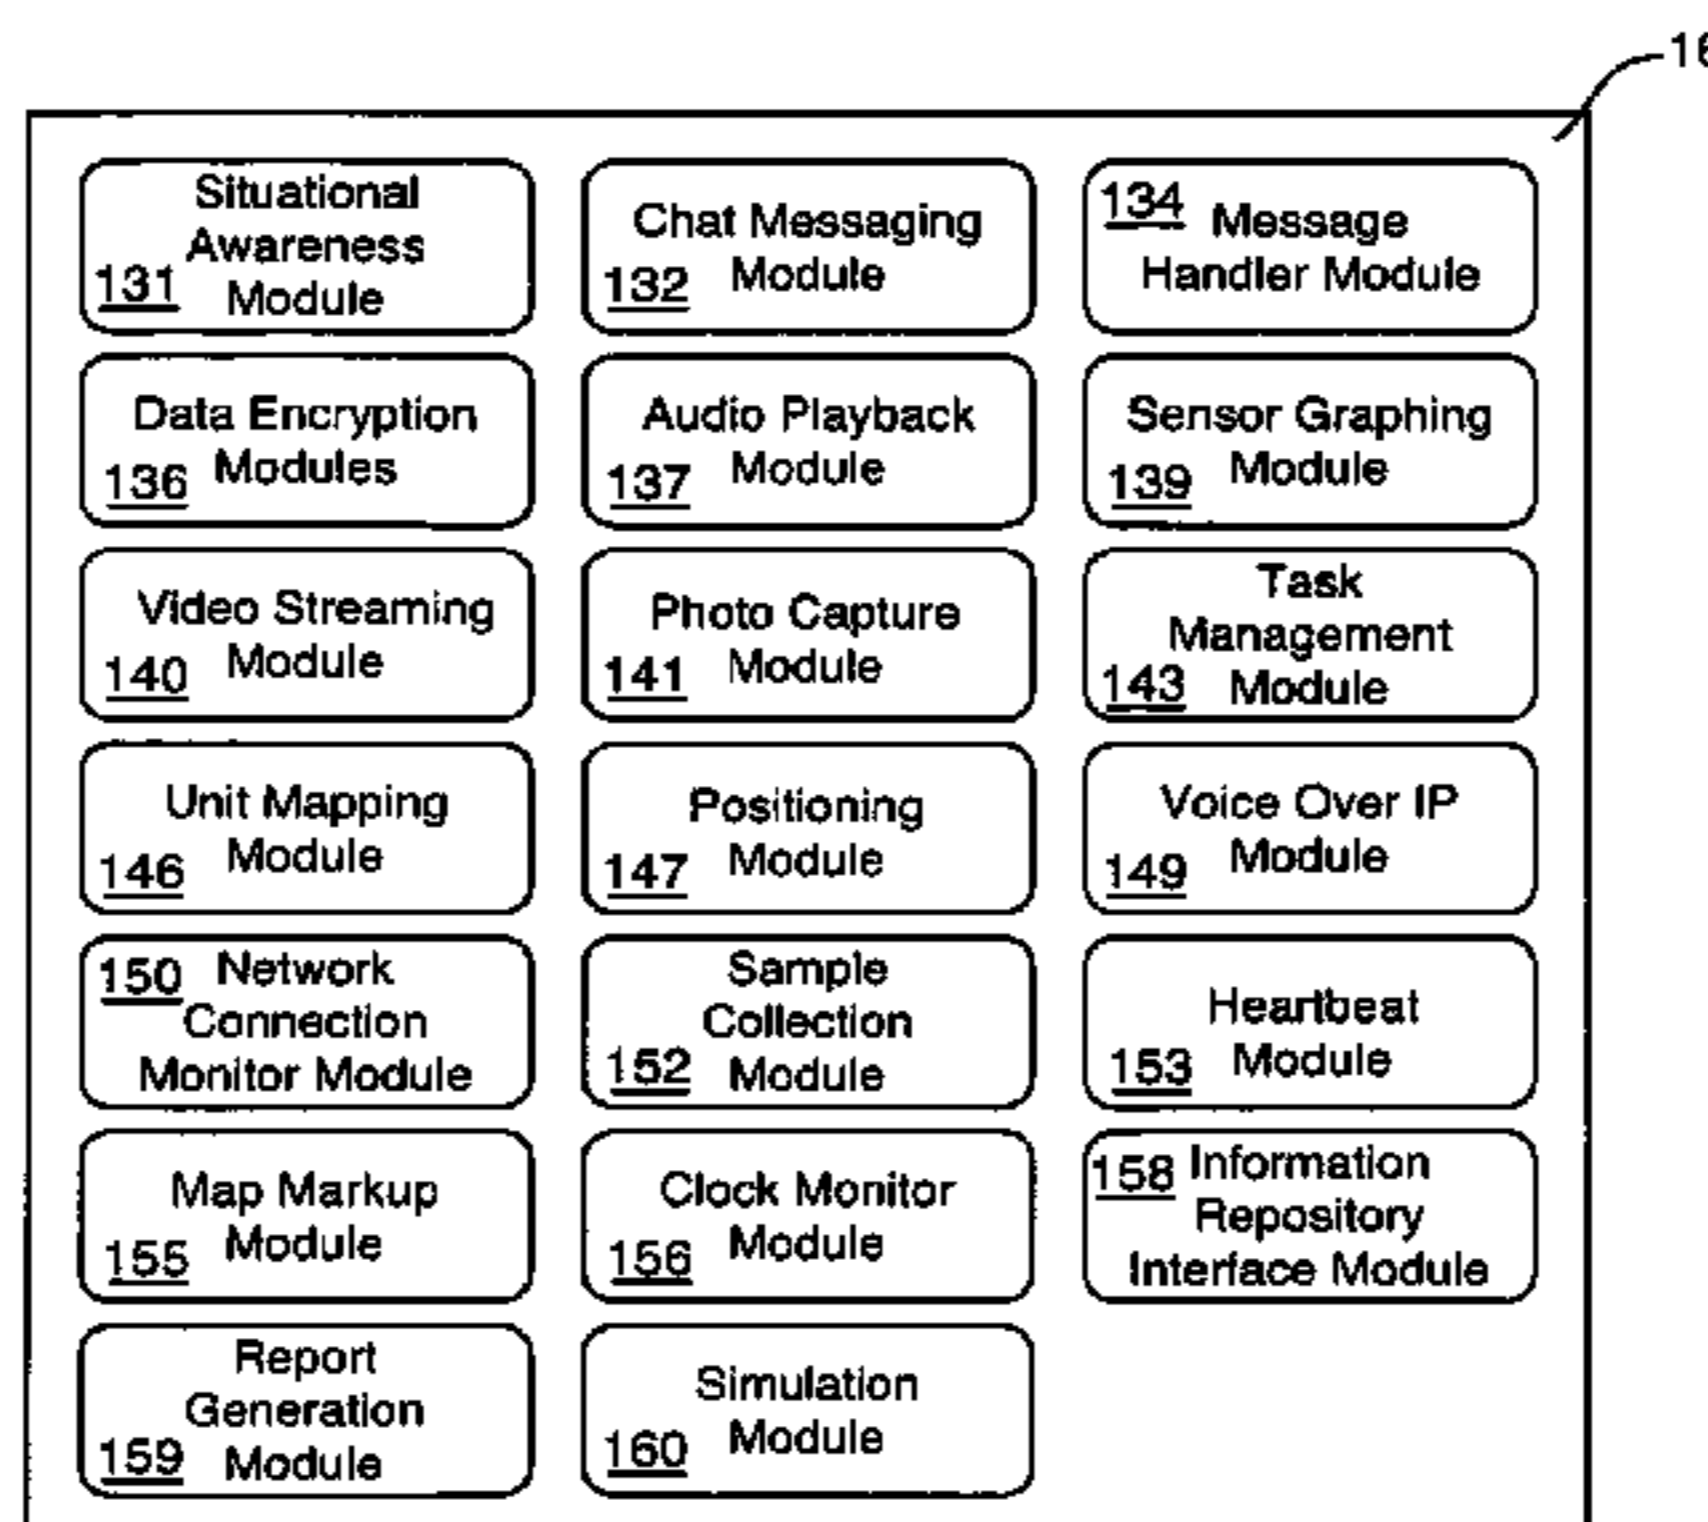 16
Situational
Awareness
131 Module
Chat Messaging
132 Module
134 Message
Handler Module
Data Encryption
136 Modules
Audio Playback
137 Module
Sensor Graphing
139 Module
Video Streaming
140 Module
Photo Capture
141 Module
Task
Management
143 Module
Unit Mapping
146 Module
Positioning
147 Module
Voice Over IP
149 Module
150 Network
Connection
Monitor Module
Sample
Collection
152 Module
Heartbeat
153 Module
Map Markup
155 Module
Clock Monitor
156 Module
158 Information
Repository
Interface Module
Report
Generation
159 Module
Simulation
160 Module